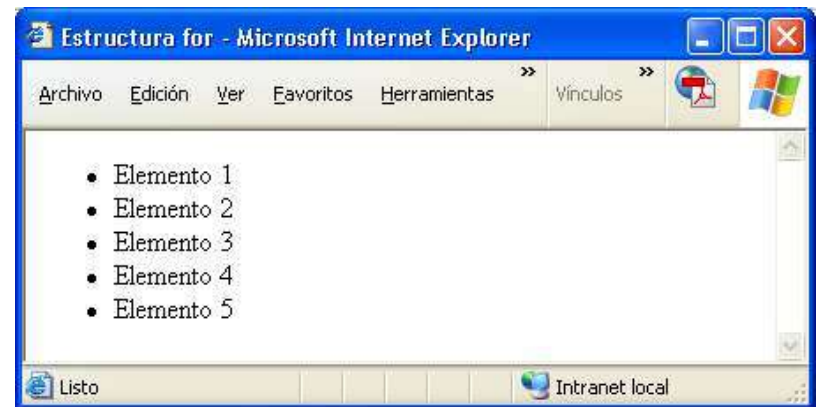 Estructura for - Microsoft Internet Explorer
Archivo Edición Ver Favoritos Herramientas » Vínculos »
• Elemento 1
• Elemento 2
• Elemento 3
• Elemento 4
• Elemento 5
Listo Intranet local